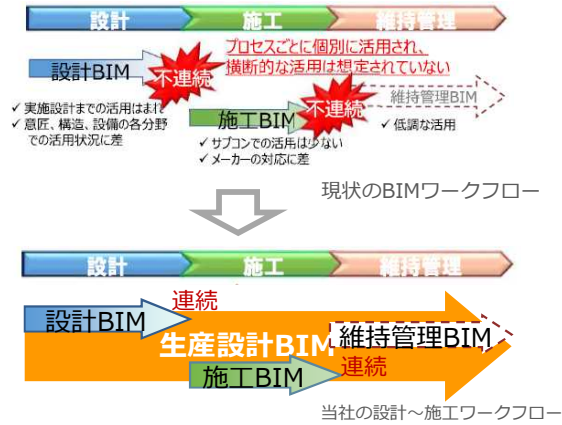 設計
施工
維持管理
プロセスごとに個別に活用され、
横断的な活用は想定されていない
設計BIM
不連続
✓ 実施設計までの活用はまれ
✓ 意匠、構造、設備の各分野
での活用状況に差
施工BIM
不連続
維持管理BIM
✓ サブコンでの活用は少ない
✓ メーカーの対応に差
✓ 低調な活用
現状のBIMワークフロー
設計
施工
維持管理
設計BIM
連続
生産設計BIM
維持管理BIM
施工BIM
連続
当社の設計～施工ワークフロー